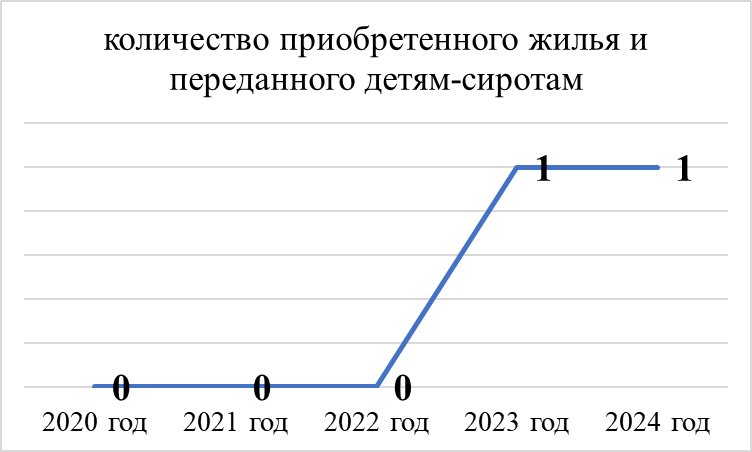 количество приобретенного жилья и
переданного детям-сиротам
1 1
0 0 0
2020 год 2021 год 2022 год 2023 год 2024 год